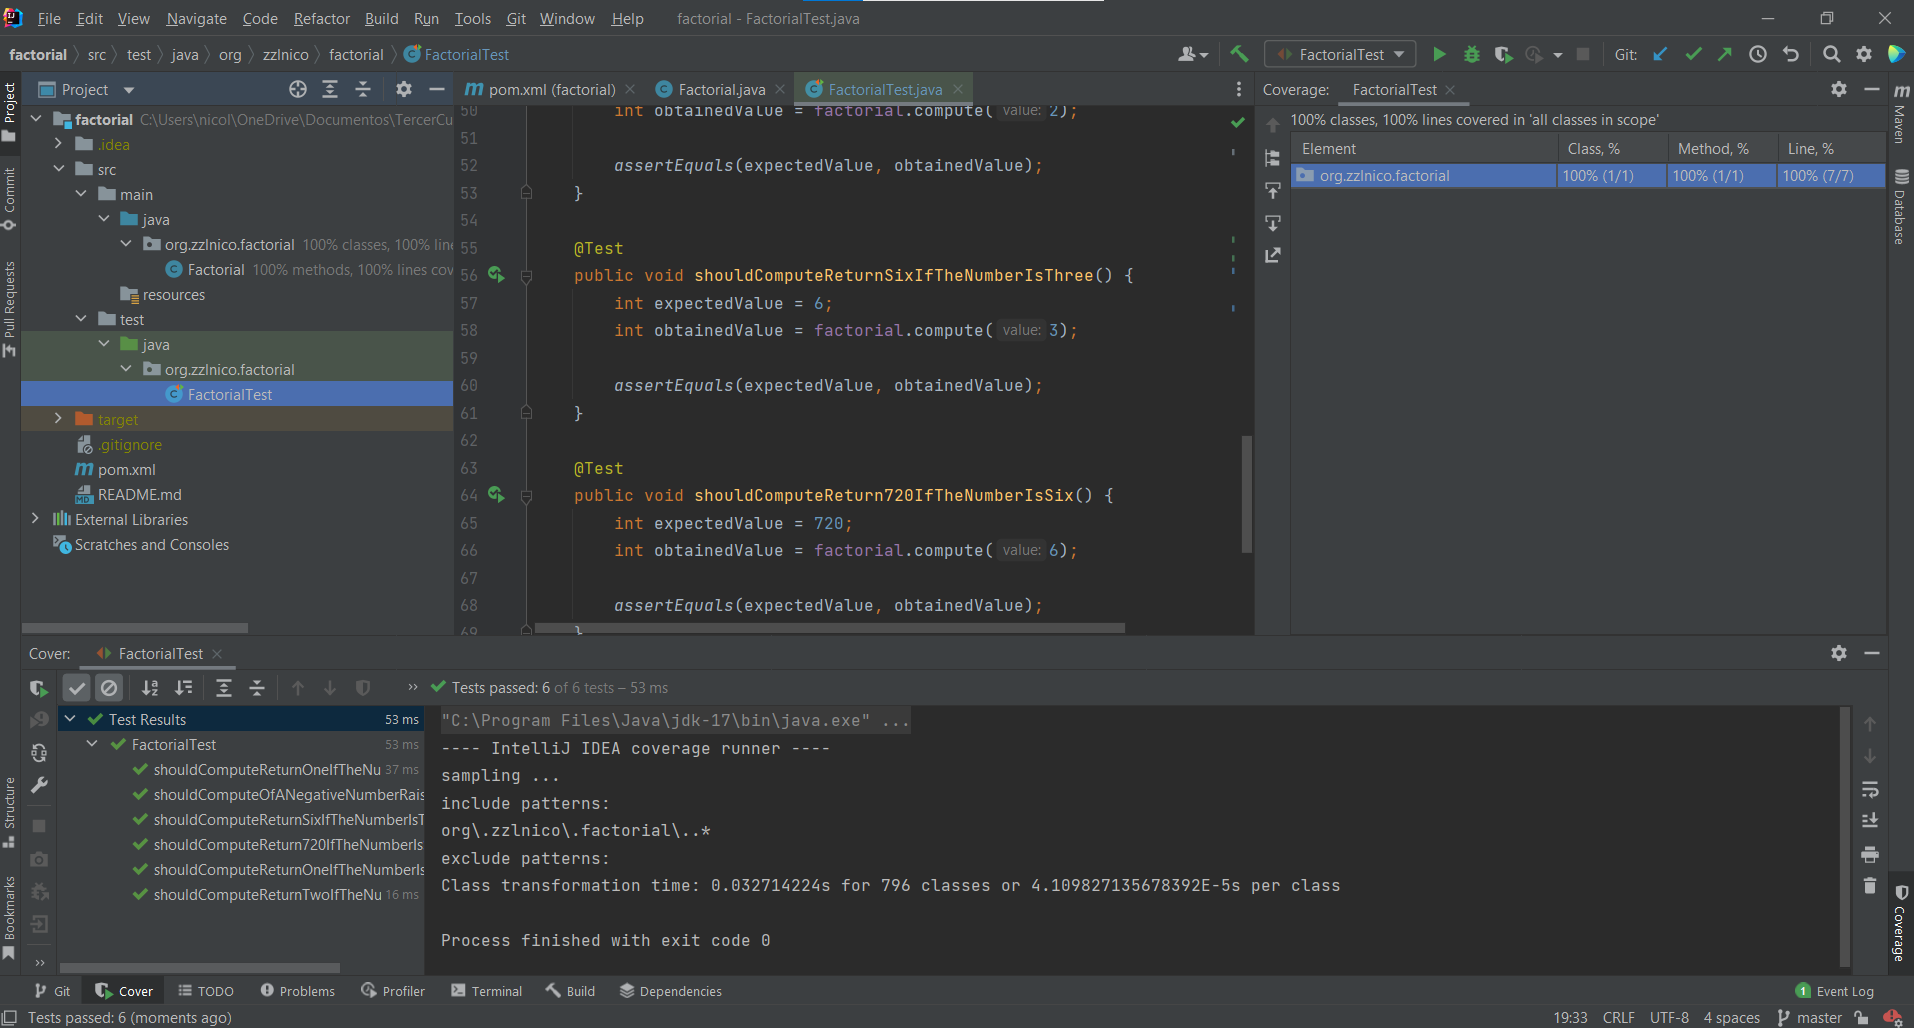 File Edit View Navigate Code Refactor Build Run Tools Git Window Help factorial - FactorialTest.java
factorial src test java org zzlnico factorial FactorialTest FactorialTest Git:
Project
Commit
Pull Requests
Structure
Bookmarks
Project
factorial C:\Users\nicol\OneDrive\Documentos\TercerCu
.idea
src
main
java
org.zzlnico.factorial 100% classes, 100% line
Factorial 100% methods, 100% lines cov
resources
test
java
org.zzlnico.factorial
FactorialTest
target
.gitignore
pom.xml
README.md
External Libraries
Scratches and Consoles
pom.xml (factorial) Factorial.java FactorialTest.java
50 int obtainedValue = factorial.compute( value: 2);
51
52 assertEquals(expectedValue, obtainedValue);
53 }
54
55 @Test
56 public void shouldComputeReturnSixIfTheNumberIsThree() {
57 int expectedValue = 6;
58 int obtainedValue = factorial.compute( value: 3);
59
60 assertEquals(expectedValue, obtainedValue);
61 }
62
63 @Test
64 public void shouldComputeReturn720IfTheNumberIsSix() {
65 int expectedValue = 720;
66 int obtainedValue = factorial.compute( value: 6);
67
68 assertEquals(expectedValue, obtainedValue);
69 }
Coverage: FactorialTest
100% classes, 100% lines covered in 'all classes in scope'
Element Class, % Method, % Line, %
org.zzlnico.factorial 100% (1/1) 100% (1/1) 100% (7/7)
Maven
Database
Coverage
Cover: FactorialTest
Tests passed: 6 of 6 tests – 53 ms
Test Results 53 ms
FactorialTest 53 ms
shouldComputeReturnOneIfTheNu 37 ms
shouldComputeOfANegativeNumberRais
shouldComputeReturnSixIfTheNumberIsT
shouldComputeReturn720IfTheNumberIs
shouldComputeReturnOneIfTheNumberIs
shouldComputeReturnTwoIfTheNu 16 ms
"C:\Program Files\Java\jdk-17\bin\java.exe" ...
---- IntelliJ IDEA coverage runner ----
sampling ...
include patterns:
org\.zzlnico\.factorial\..*
exclude patterns:
Class transformation time: 0.032714224s for 796 classes or 4.109827135678392E-5s per class
Process finished with exit code 0
Git Cover TODO Problems Profiler Terminal Build Dependencies 1 Event Log
Tests passed: 6 (moments ago) 19:33 CRLF UTF-8 4 spaces master